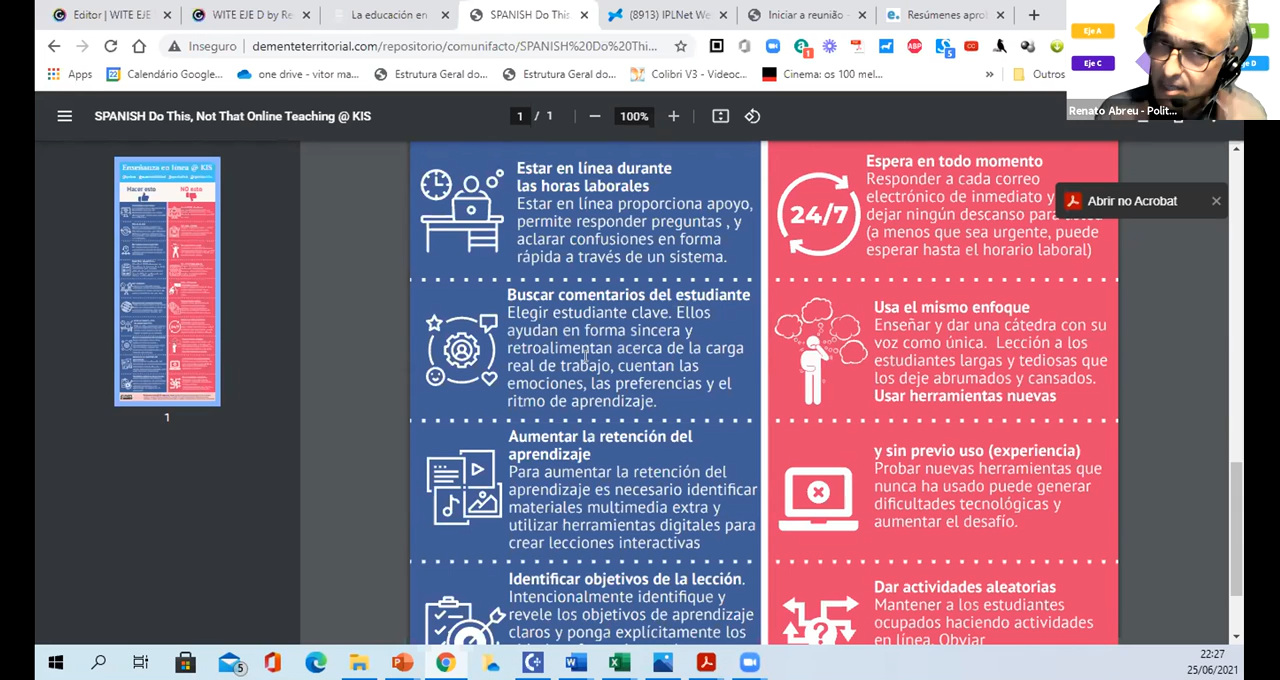 Editor | WITE EJE
WITE EJE D by Re
La educación en
SPANISH Do This
(8913) IPLNet We
Iniciar a reunião -
Resúmenes apro
Eje A
Eje C
Renato Abreu - Polit...
Inseguro
dementeterritorial.com/repositorio/comunifacto/SPANISH%20Do%20Thi...
Apps
Calendário Google...
one drive - vitor ma...
Estrutura Geral do...
Estrutura Geral do...
Colibri V3 - Videoc...
Cinema: os 100 mel...
»
Outros
SPANISH Do This, Not That Online Teaching @ KIS
1 / 1
100%
Abrir no Acrobat
Enseñanza en línea @ KIS
Hacer esto
NO esto
1
Estar en línea durante
las horas laborales
Estar en línea proporciona apoyo,
permite responder preguntas , y
aclarar confusiones en forma
rápida a través de un sistema.
24/7
Espera en todo momento
Responder a cada correo
electrónico de inmediato y
dejar ningún descanso para
(a menos que sea urgente, puede
esperar hasta el horario laboral)
Buscar comentarios del estudiante
Elegir estudiante clave. Ellos
ayudan en forma sincera y
retroalimentan acerca de la carga
real de trabajo, cuentan las
emociones, las preferencias y el
ritmo de aprendizaje.
Usa el mismo enfoque
Enseñar y dar una cátedra con su
voz como única. Lección a los
estudiantes largas y tediosas que
los deje abrumados y cansados.
Usar herramientas nuevas
Aumentar la retención del
aprendizaje
Para aumentar la retención del
aprendizaje es necesario identificar
materiales multimedia extra y
utilizar herramientas digitales para
crear lecciones interactivas
y sin previo uso (experiencia)
Probar nuevas herramientas que
nunca ha usado puede generar
dificultades tecnológicas y
aumentar el desafío.
Identificar objetivos de la lección.
Intencionalmente identifique y
revele los objetivos de aprendizaje
claros y ponga explícitamente los
Dar actividades aleatorias
Mantener a los estudiantes
ocupados haciendo actividades
en línea. Obviar
22:27
25/06/2021